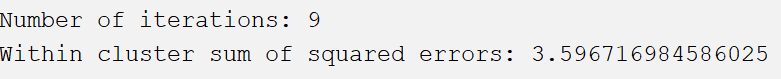 Number of iterations: 9
Within cluster sum of squared errors: 3.596716984586025